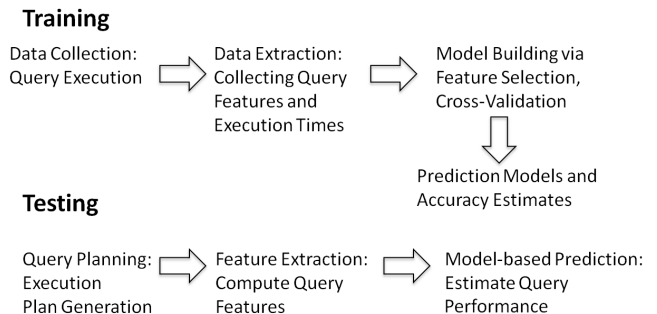 Training
Data Collection:
Query Execution
Data Extraction:
Collecting Query
Features and
Execution Times
Model Building via
Feature Selection,
Cross-Validation
Prediction Models and
Accuracy Estimates
Testing
Query Planning:
Execution
Plan Generation
Feature Extraction:
Compute Query
Features
Model-based Prediction:
Estimate Query
Performance